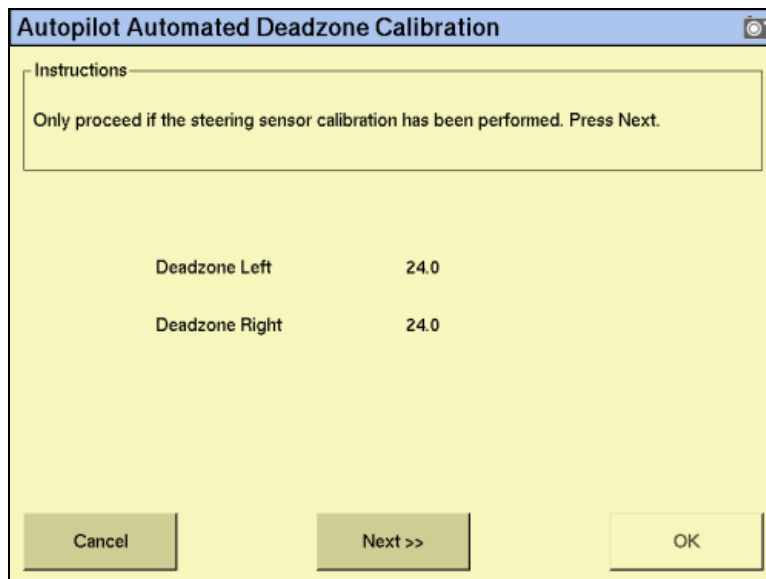 Autopilot Automated Deadzone Calibration
Instructions
Only proceed if the steering sensor calibration has been performed. Press Next.
Deadzone Left 24.0
Deadzone Right 24.0
Cancel Next >> OK